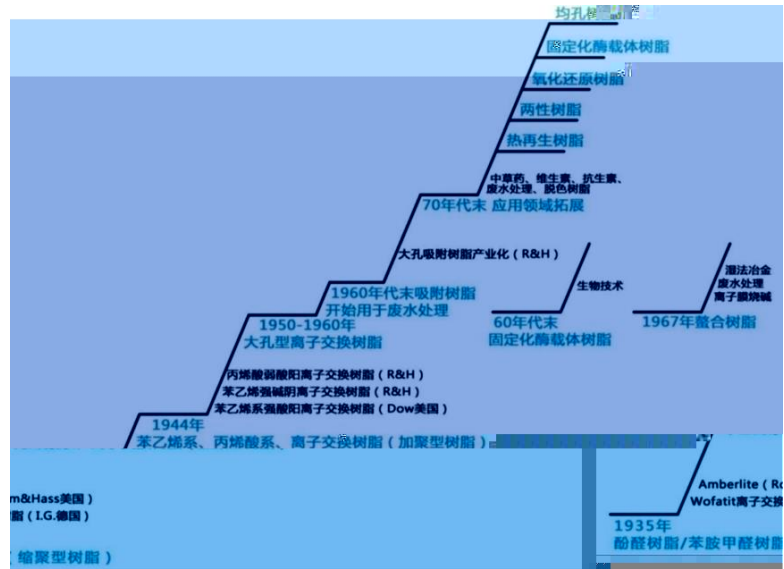 均孔
固定化酶载体树脂
氧化还原树脂
两性树脂
热再生树脂
中草药、维生素、抗生素、
废水处理、脱色树脂
70年代末 应用领域拓展
大孔吸附树脂产业化（R&H）
1960年代末吸附树脂
开始用于废水处理
生物技术
60年代末
固定化酶载体树脂
湿法冶金
废水处理
离子膜烧碱
1967年螯合树脂
1950-1960年
大孔型离子交换树脂
丙烯酸弱酸阳离子交换树脂（R&H）
苯乙烯强碱阴离子交换树脂（R&H）
苯乙烯系强酸阳离子交换树脂（Dow美国）
1944年
苯乙烯系、丙烯酸系、离子交换树脂（加聚型树脂）
m&Hass美国）
脂（I.G.德国）
（缩聚型树脂）
Amberlite（Ro
Wofatit离子交换
1935年
酚醛树脂/苯胺甲醛树脂